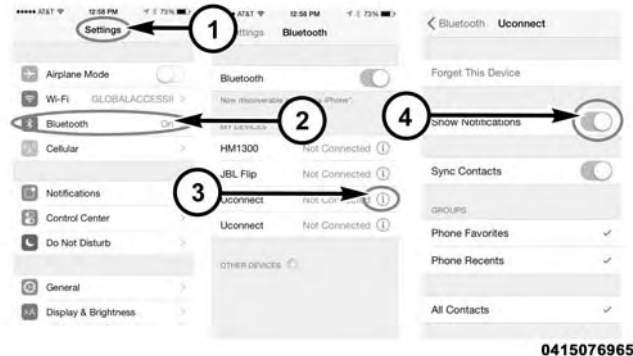 AT&T 12:58 PM 73%
Settings
Airplane Mode
Wi-Fi GLOBALACCESSII
Bluetooth On
Cellular
Notifications
Control Center
Do Not Disturb
General
Display & Brightness
1
AT&T 12:58 PM 73%
ttings Bluetooth
Bluetooth
Now discoverable iPhone".
2
MY DEVICES
HM1300 Not Connected
JBL Flip Not Connected
3
Uconnect Not Connected
Uconnect Not Connected
OTHER DEVICES
Bluetooth Uconnect
Forget This Device
4
Show Notifications
Sync Contacts
GROUPS
Phone Favorites
Phone Recents
All Contacts
0415076965